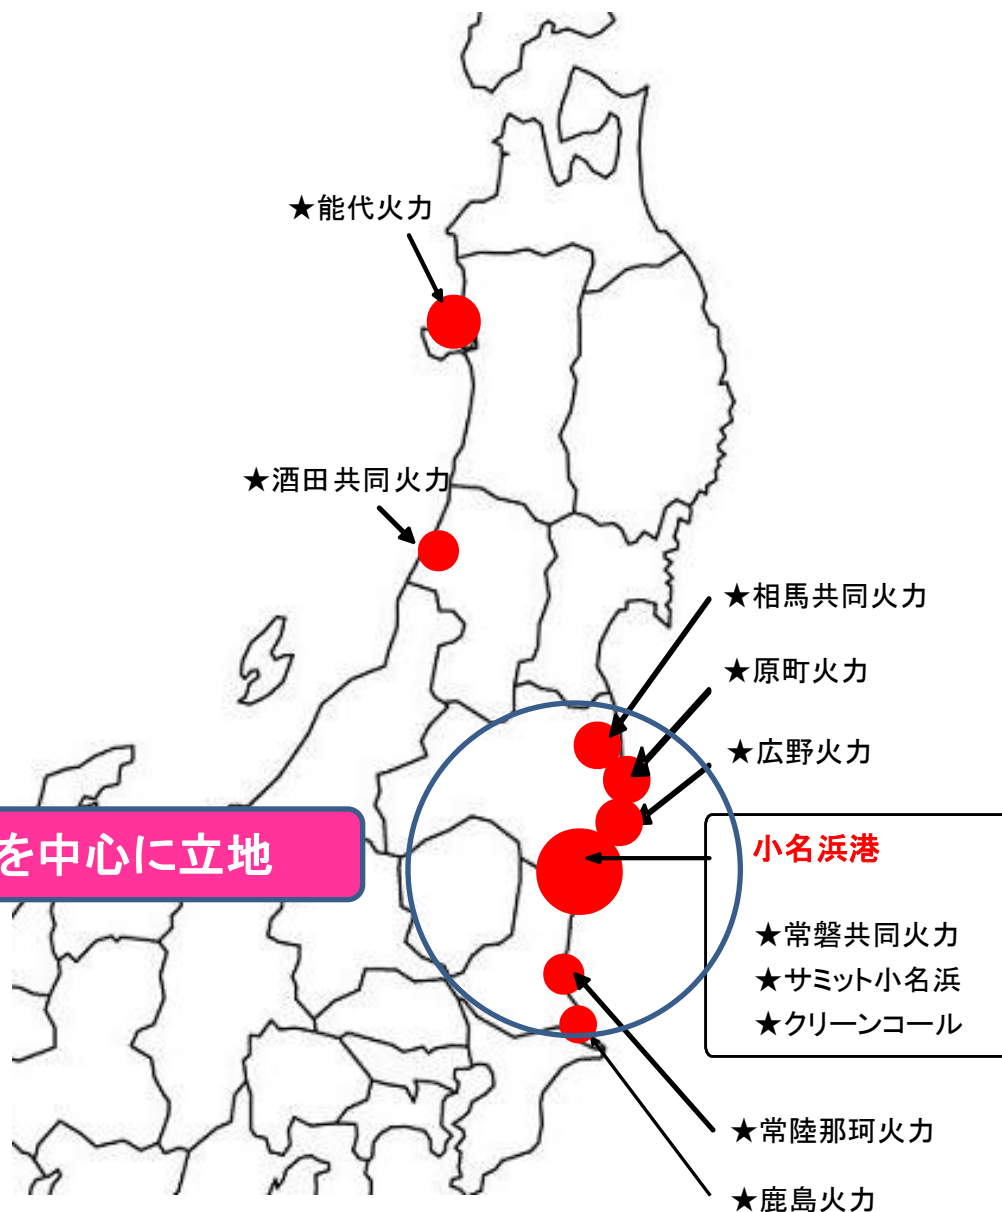 ★能代火力
★酒田共同火力
★相馬共同火力
★原町火力
★広野火力
を中心に立地
小名浜港
★常磐共同火力
★サミット小名浜
★クリーンコール
★常陸那珂火力
★鹿島火力